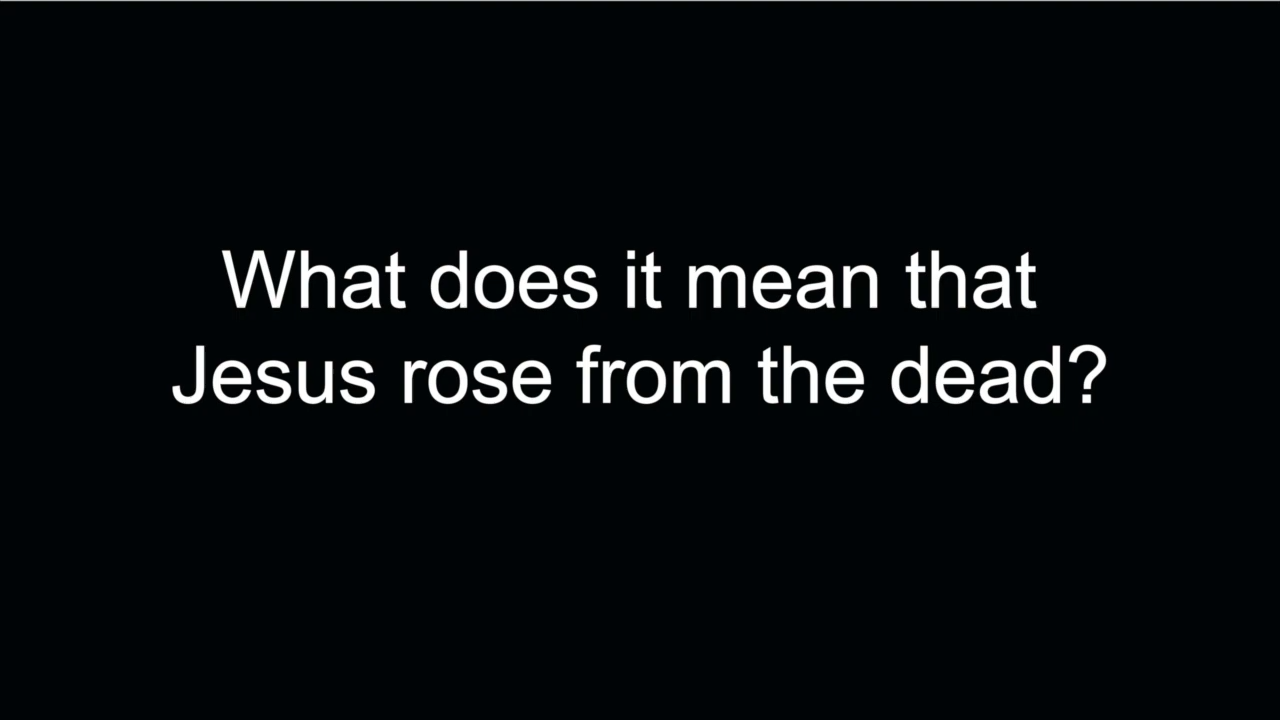 What does it mean that
Jesus rose from the dead?